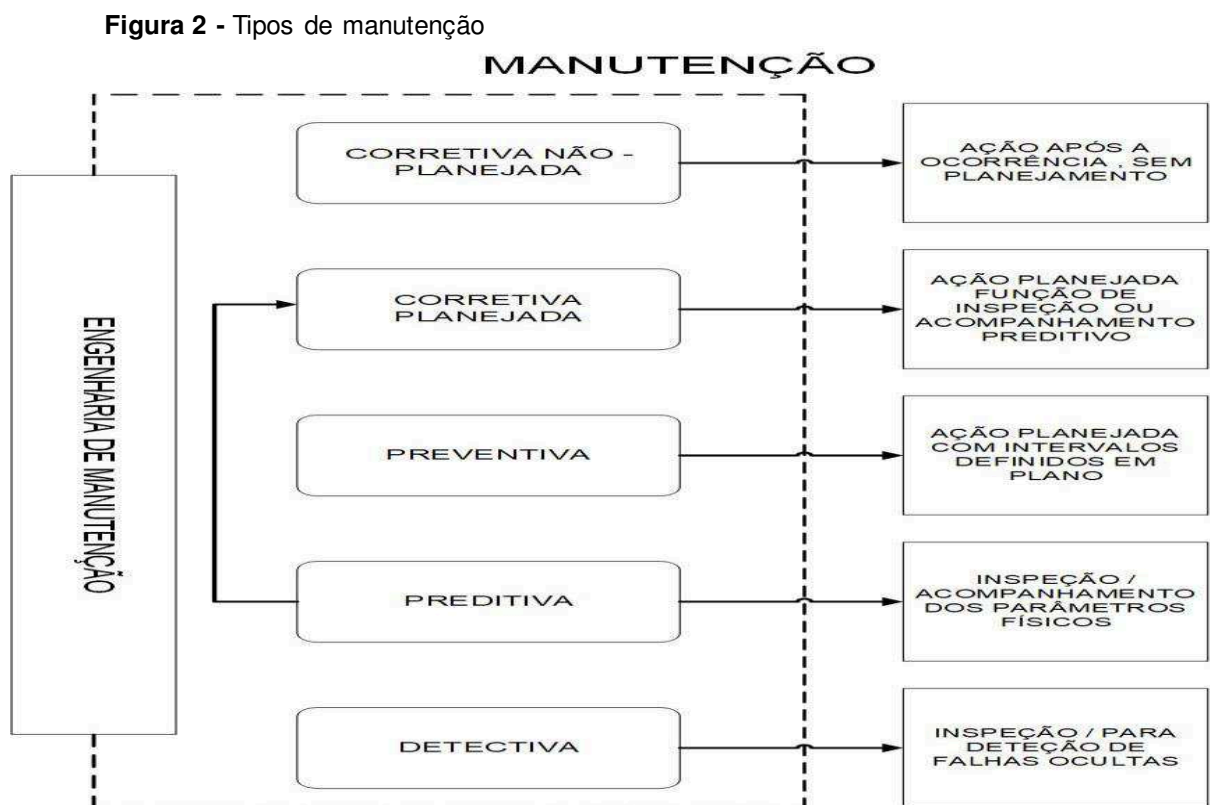 Figura 2 - Tipos de manutenção
MANUTENÇÃO
ENGENHARIA DE MANUTENÇÃO
CORRETIVA NÃO -
PLANEJADA
AÇÃO APÓS A
OCORRÊNCIA , SEM
PLANEJAMENTO
CORRETIVA
PLANEJADA
AÇÃO PLANEJADA
FUNÇÃO DE
INSPEÇÃO OU
ACOMPANHAMENTO
PREDITIVO
PREVENTIVA
AÇÃO PLANEJADA
COM INTERVALOS
DEFINIDOS EM
PLANO
PREDITIVA
INSPEÇÃO /
ACOMPANHAMENTO
DOS PARÂMETROS
FÍSICOS
DETECTIVA
INSPEÇÃO / PARA
DETEÇÃO DE
FALHAS OCULTAS